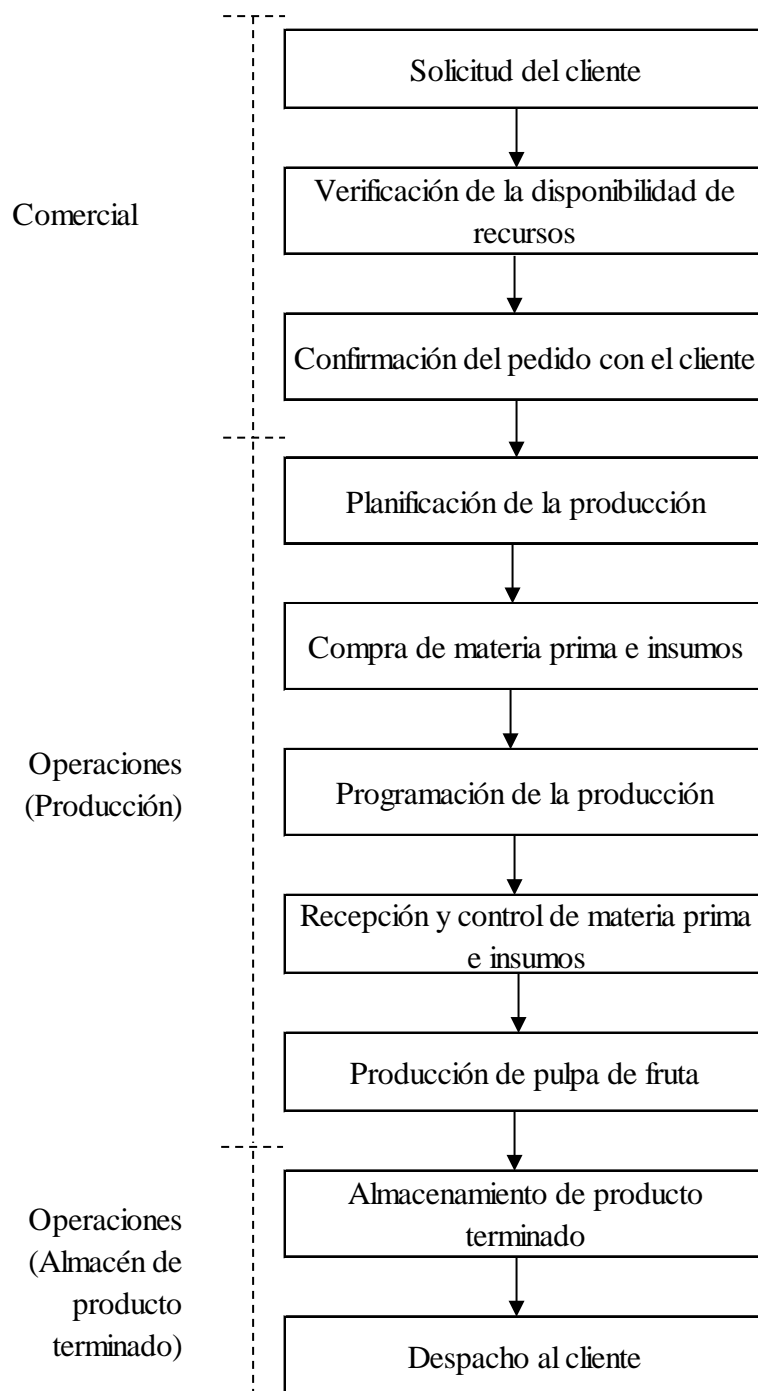 Solicitud del cliente
Comercial
Verificación de la disponibilidad de
recursos
Confirmación del pedido con el cliente
Planificación de la producción
Compra de materia prima e insumos
Operaciones
(Producción)
Programación de la producción
Recepción y control de materia prima
e insumos
Producción de pulpa de fruta
Operaciones
(Almacén de
producto
terminado)
Almacenamiento de producto
terminado
Despacho al cliente